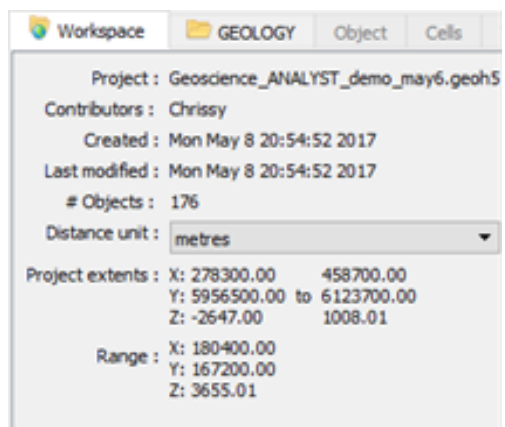 Workspace GEOLOGY Object Cells
Project : Geoscience_ANALYST_demo_may6.geoh5
Contributors : Chrissy
Created : Mon May 8 20:54:52 2017
Last modified : Mon May 8 20:54:52 2017
# Objects : 176
Distance unit : metres
Project extents : X: 278300.00 458700.00
Y: 5956500.00 to 6123700.00
Z: -2647.00 1008.01
Range : X: 180400.00
Y: 167200.00
Z: 3655.01